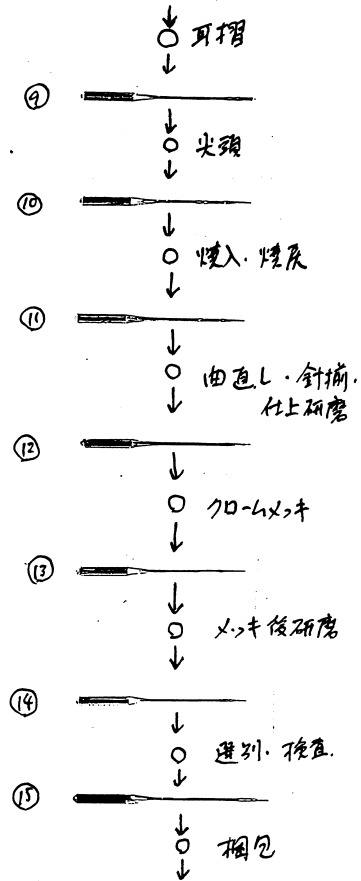 耳摺
⑨
尖頭
⑩
焼入・焼戻
⑪
曲直し・針揃・
仕上研磨
⑫
クロームメッキ
⑬
メッキ後研磨
⑭
選別・検査
⑮
梱包